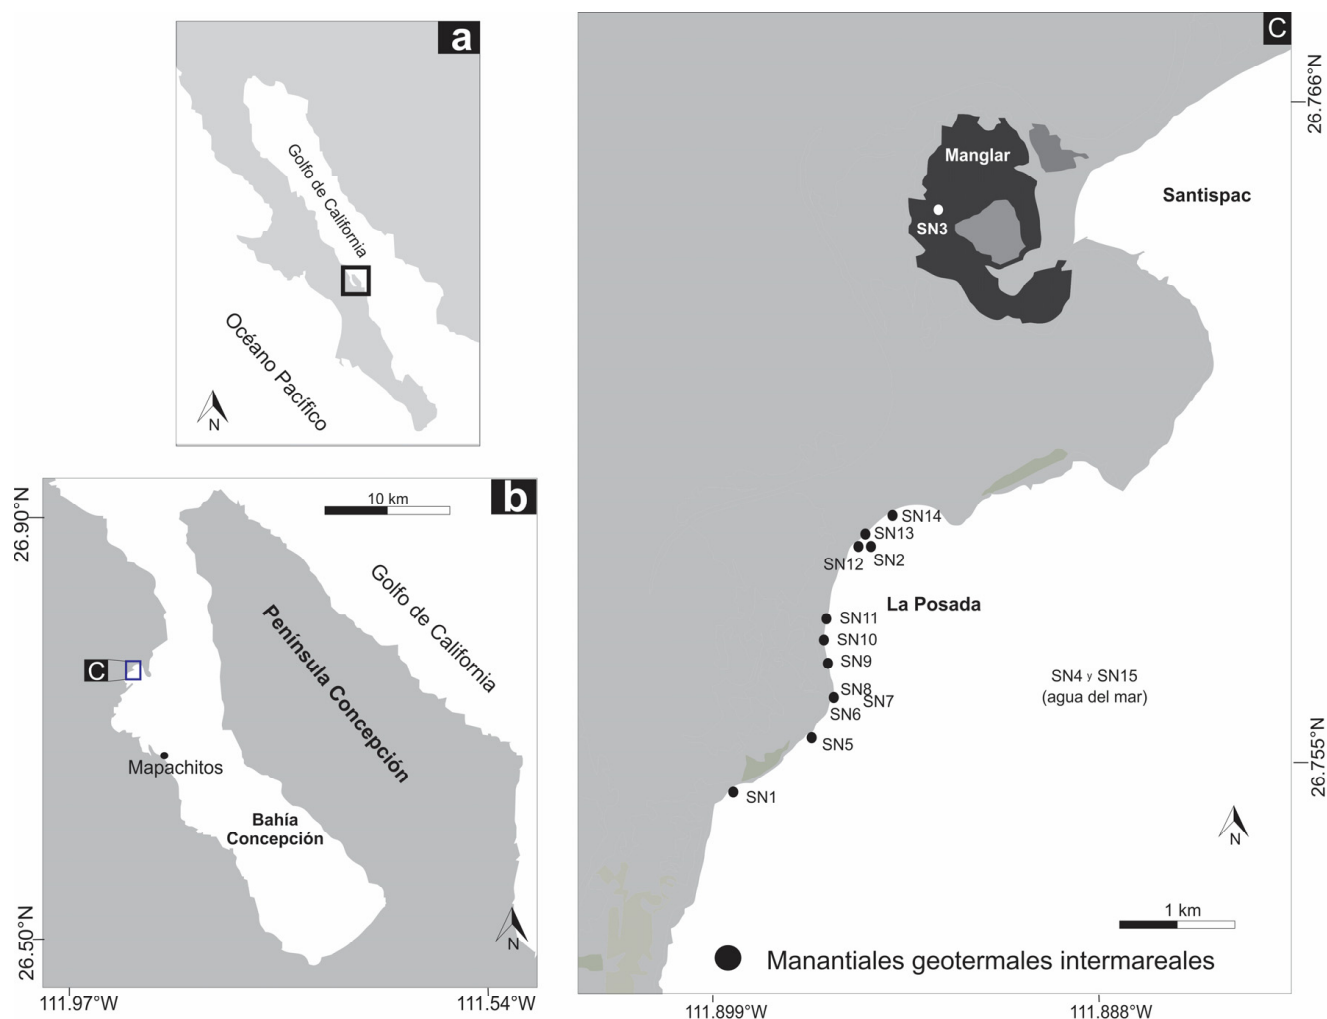 a
Golfo de California
Océano Pacífico
N
b
10 km
26.90°N
Golfo de California
Península Concepción
C
Mapachitos
Bahía
Concepción
N
26.50°N
111.97°W
111.54°W
C
26.766°N
Manglar
Santispac
SN3
SN14
SN13
SN12
SN2
La Posada
SN11
SN10
SN9
SN8
SN7
SN6
SN5
SN1
SN4 y SN15
(agua del mar)
26.755°N
N
1 km
Manantiales geotermales intermareales
111.899°W
111.888°W